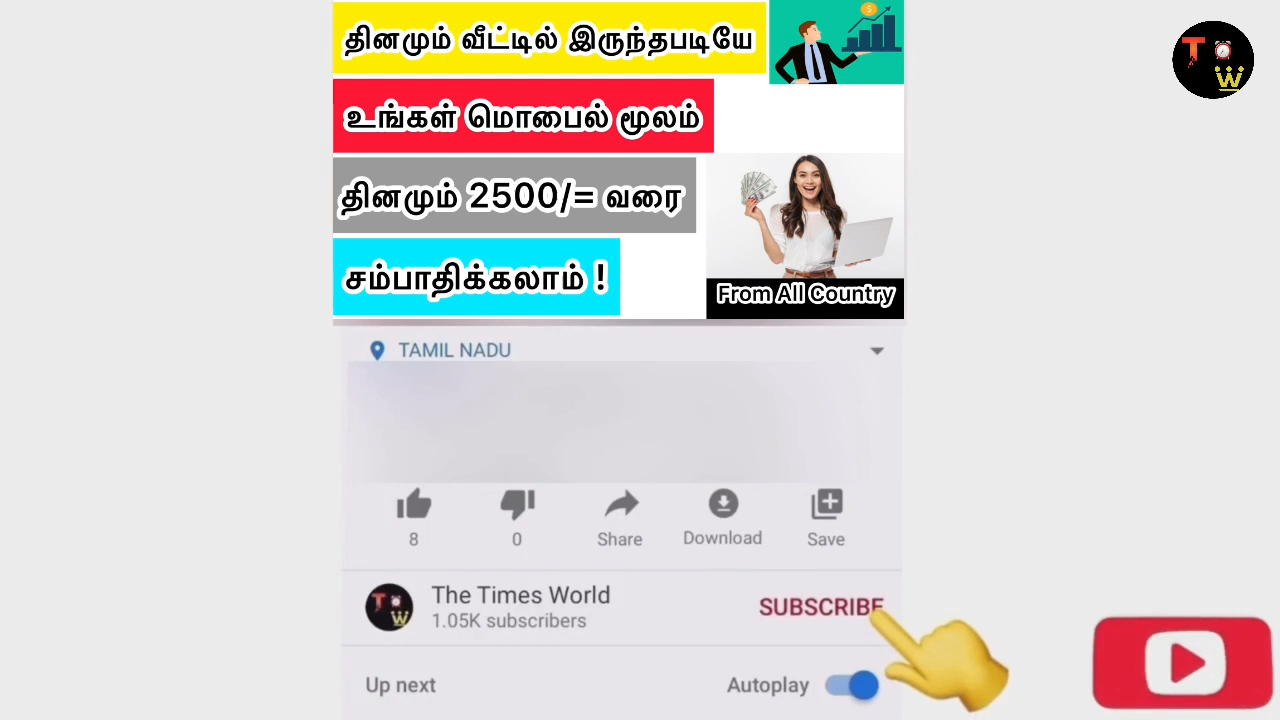 தினமும் வீட்டில் இருந்தபடியே
உங்கள் மொபைல் மூலம்
தினமும் 2500/= வரை
சம்பாதிக்கலாம் !
From All Country
T W
TAMIL NADU
8
0
Share
Download
Save
T W
The Times World
1.05K subscribers
SUBSCRIBE
Up next
Autoplay